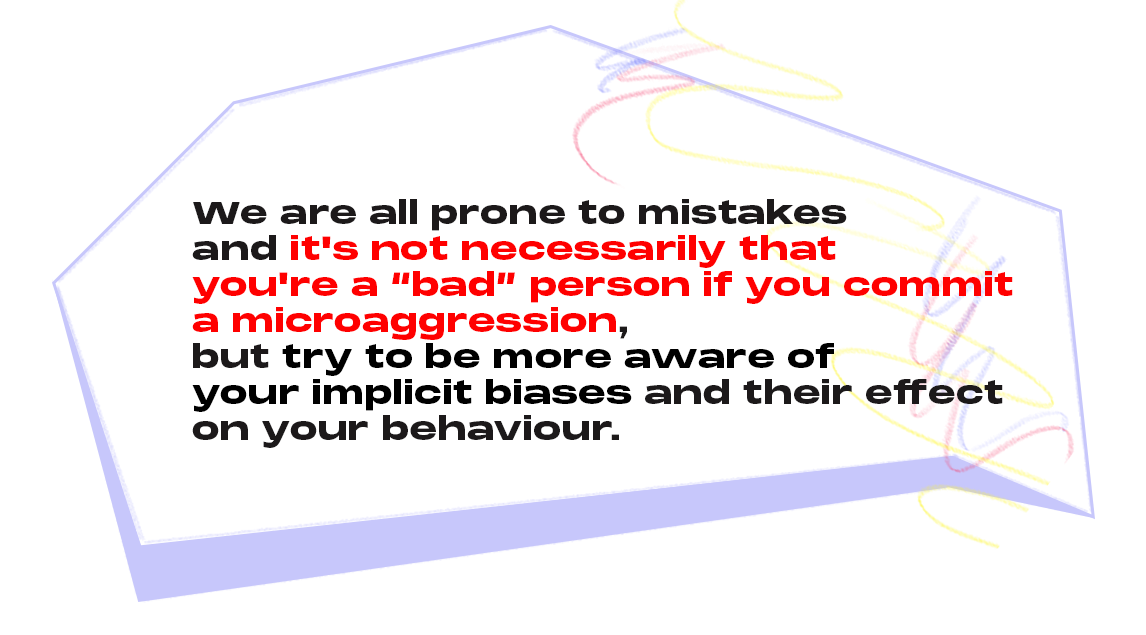 We are all prone to mistakes
and it's not necessarily that
you're a “bad” person if you commit
a microaggression,
but try to be more aware of
your implicit biases and their effect
on your behaviour.